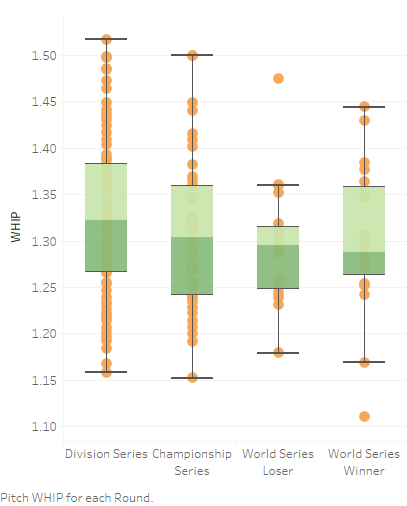 1.50
1.45
1.40
1.35
1.30
1.25
1.20
1.15
1.10
WHIP
Division Series
Championship
Series
World Series
Loser
World Series
Winner
Pitch WHIP for each Round.